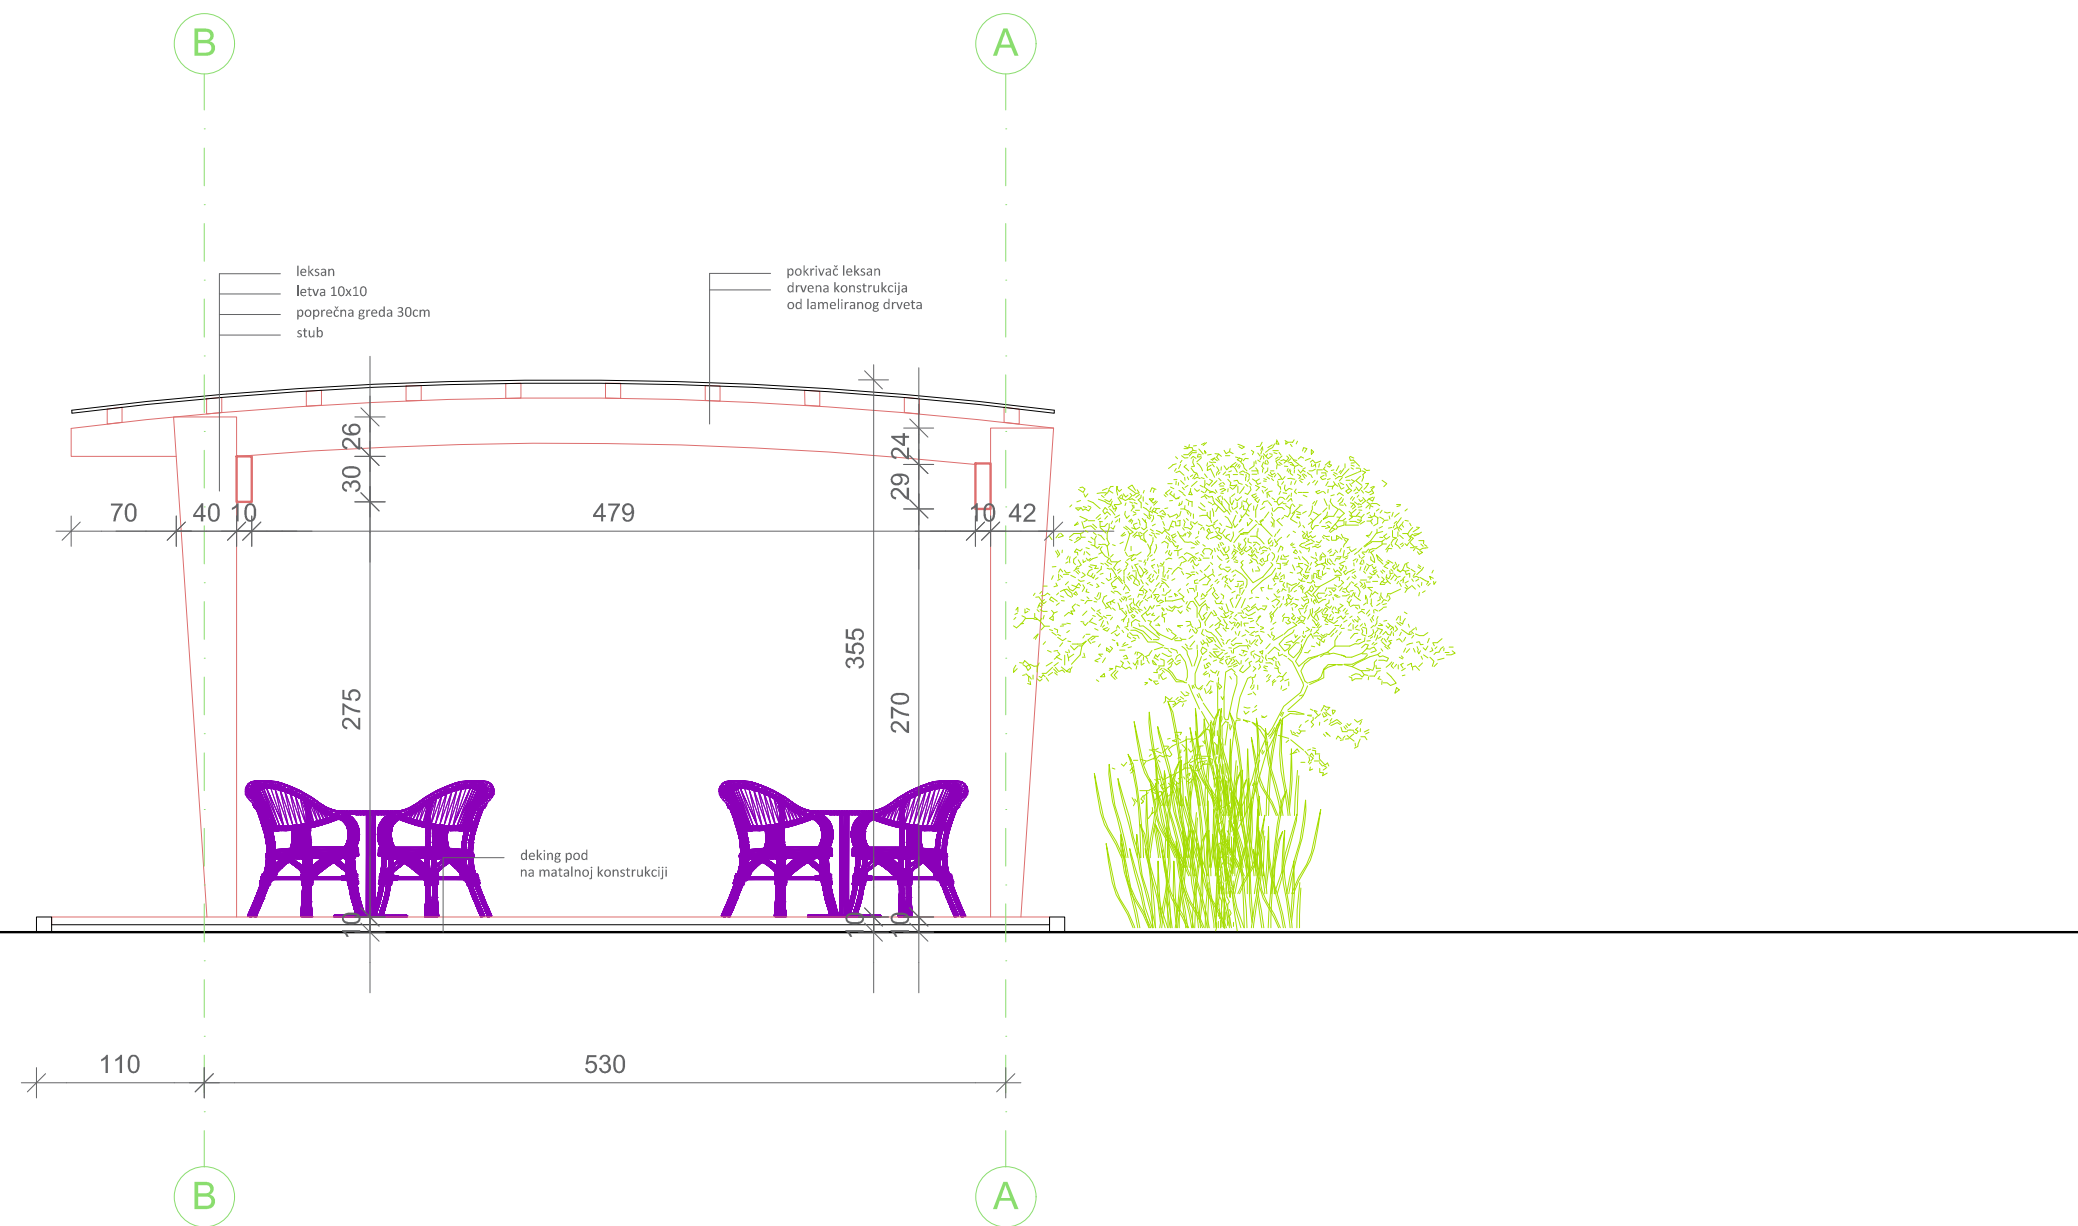 B
A
leksan
letva 10x10
poprečna greda 30cm
stub
pokrivač leksan
drvena konstrukcija
od lameliranog drveta
26
30
24
29
70
40
10
479
10
42
275
355
270
deking pod
na matalnoj konstrukciji
10
10
10
110
530
B
A